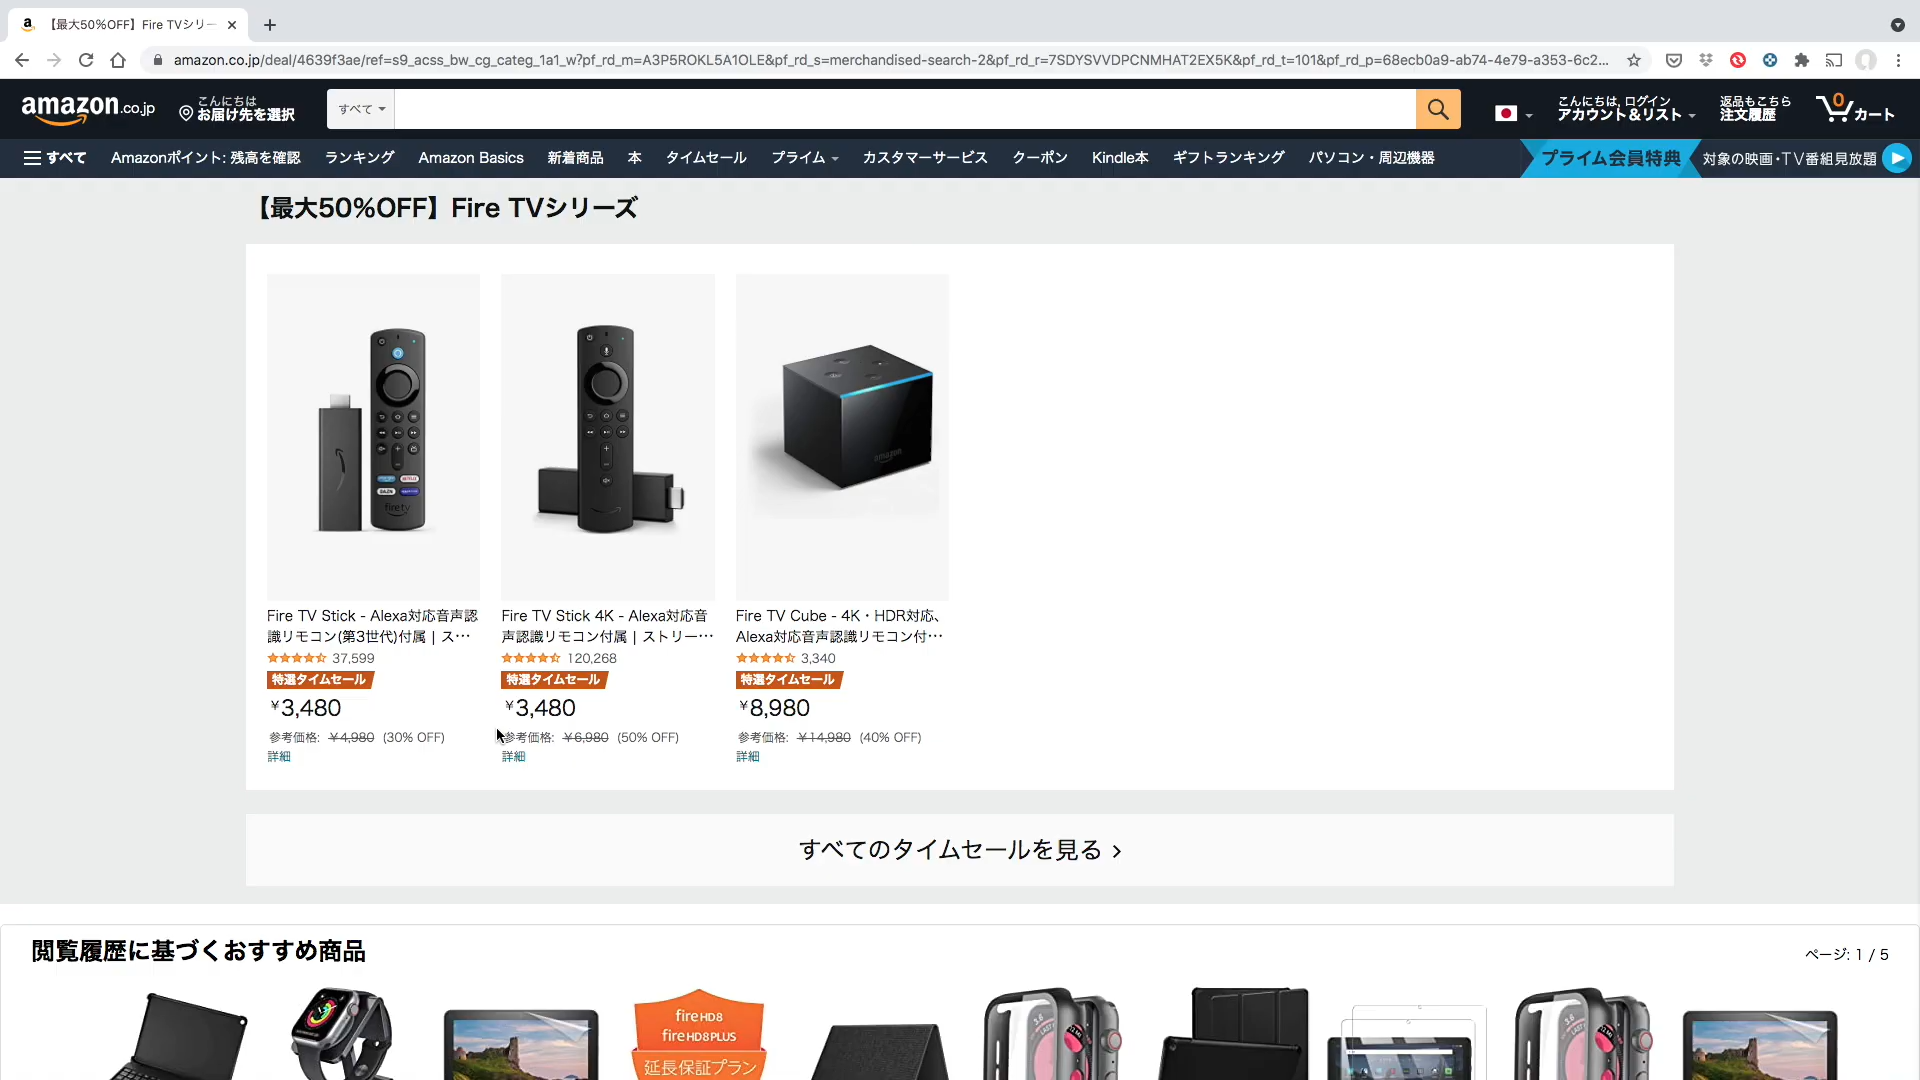 【最大50%OFF】Fire TVシリー
amazon.co.jp/deal/4639f3ae/ref=s9_acss_bw_cg_categ_1a1_w?pf_rd_m=A3P5ROKL5A1OLE&pf_rd_s=merchandised-search-2&pf_rd_r=7SDYSVVDPCNMHAT2EX5K&pf_rd_t=101&pf_rd_p=68ecb0a9-ab74-4e79-a353-6c2...
amazon.co.jp
こんにちは
お届け先を選択
すべて
こんにちは, ログイン
アカウント&リスト
返品もこちら
注文履歴
0
カート
すべて Amazonポイント: 残高を確認 ランキング Amazon Basics 新着商品 本 タイムセール プライム カスタマーサービス クーポン Kindle本 ギフトランキング パソコン・周辺機器
プライム会員特典 対象の映画・TV番組見放題
【最大50%OFF】Fire TVシリーズ
fire tv
amazon
Fire TV Stick - Alexa対応音声認
識リモコン(第3世代)付属 | ス…
37,599
特選タイムセール
¥3,480
参考価格: ¥4,980 (30% OFF)
詳細
Fire TV Stick 4K - Alexa対応音
声認識リモコン付属 | ストリー…
120,268
特選タイムセール
¥3,480
参考価格: ¥6,980 (50% OFF)
詳細
Fire TV Cube - 4K・HDR対応、
Alexa対応音声認識リモコン付…
3,340
特選タイムセール
¥8,980
参考価格: ¥14,980 (40% OFF)
詳細
すべてのタイムセールを見る ›
閲覧履歴に基づくおすすめ商品
ページ: 1 / 5
fire HD8
fire HD8 PLUS
延長保証プラン